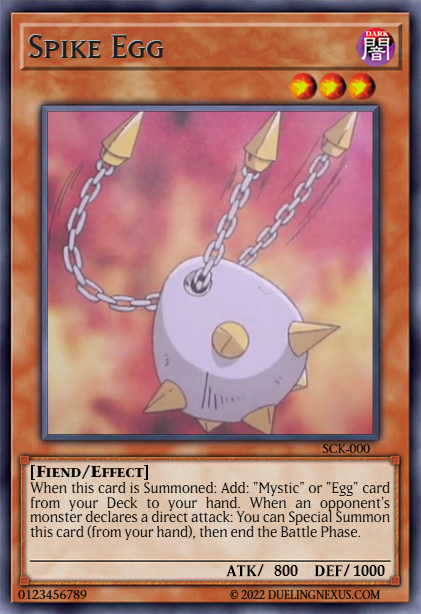 Spike Egg
DARK
闇
SCK-000
[Fiend/Effect]
When this card is Summoned: Add: "Mystic" or "Egg" card
from your Deck to your hand. When an opponent's
monster declares a direct attack: You can Special Summon
this card (from your hand), then end the Battle Phase.
ATK/ 800 DEF/1000
0123456789 ©2022 DUELINGNEXUS.COM